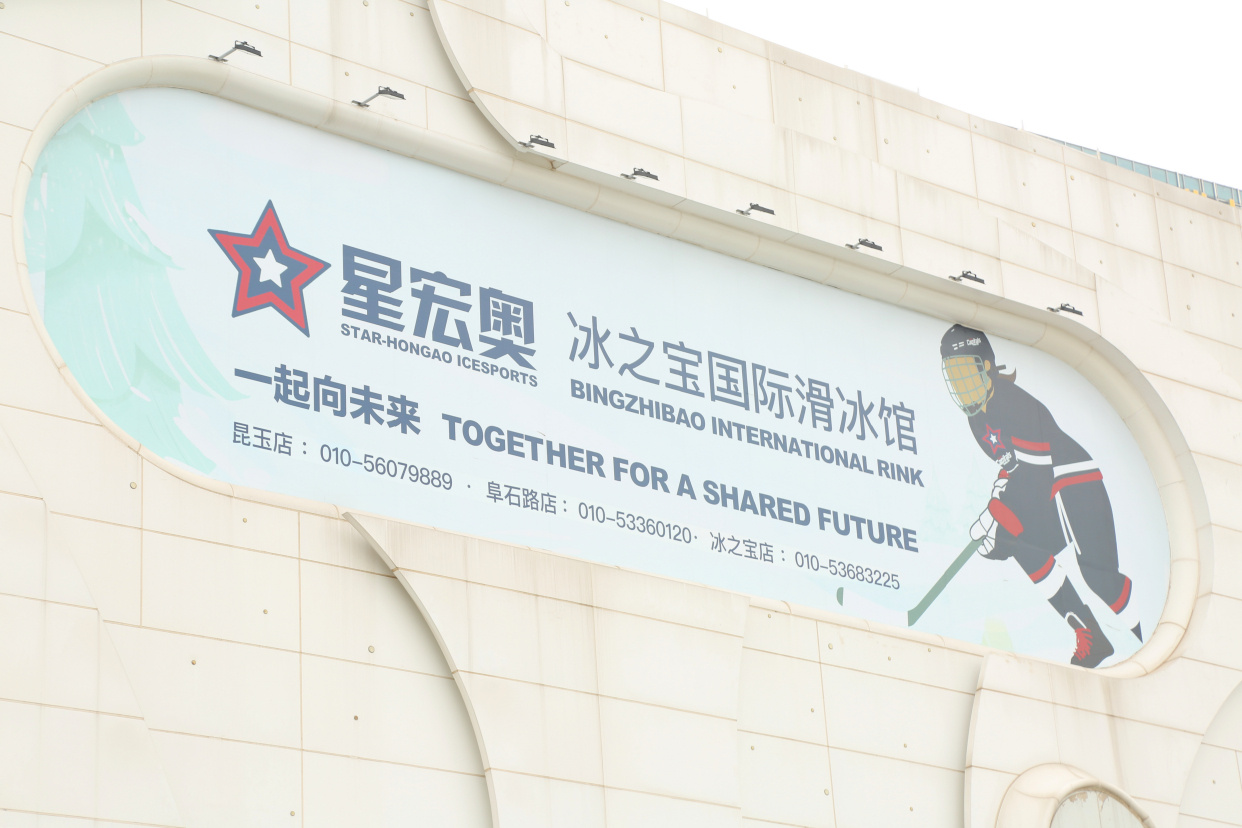 星宏奥
STAR-HONGAO ICESPORTS
冰之宝国际滑冰馆
BINGZHIBAO INTERNATIONAL RINK
一起向未来 TOGETHER FOR A SHARED FUTURE
昆玉店：010-56079889 · 阜石路店：010-53360120· 冰之宝店：010-53683225